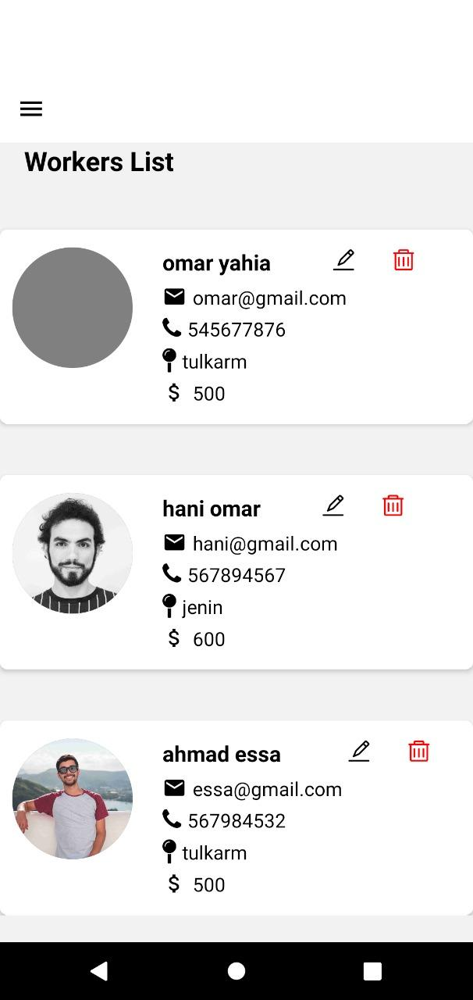 Workers List
omar yahia
omar@gmail.com
545677876
tulkarm
$ 500
hani omar
hani@gmail.com
567894567
jenin
$ 600
ahmad essa
essa@gmail.com
567984532
tulkarm
$ 500